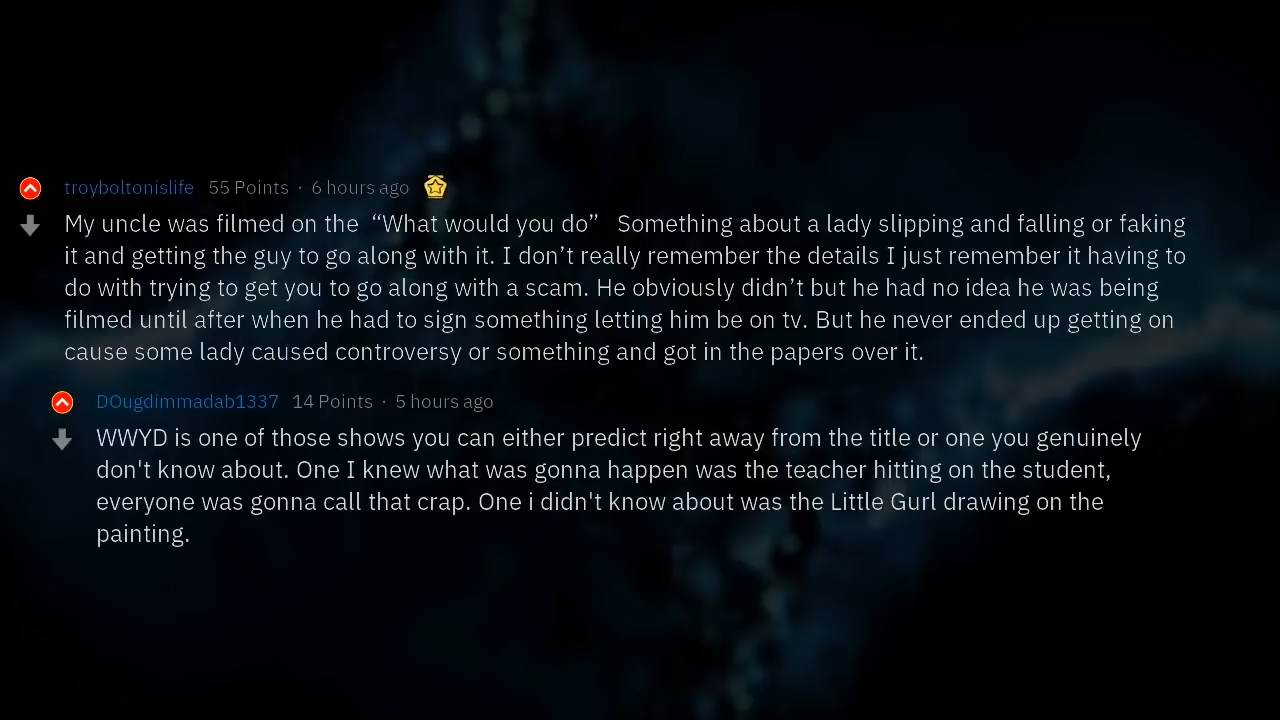 troyboltonislife 55 Points · 6 hours ago
My uncle was filmed on the “What would you do” Something about a lady slipping and falling or faking
it and getting the guy to go along with it. I don’t really remember the details I just remember it having to
do with trying to get you to go along with a scam. He obviously didn’t but he had no idea he was being
filmed until after when he had to sign something letting him be on tv. But he never ended up getting on
cause some lady caused controversy or something and got in the papers over it.
DOugdimmadab1337 14 Points · 5 hours ago
WWYD is one of those shows you can either predict right away from the title or one you genuinely
don't know about. One I knew what was gonna happen was the teacher hitting on the student,
everyone was gonna call that crap. One i didn't know about was the Little Gurl drawing on the
painting.